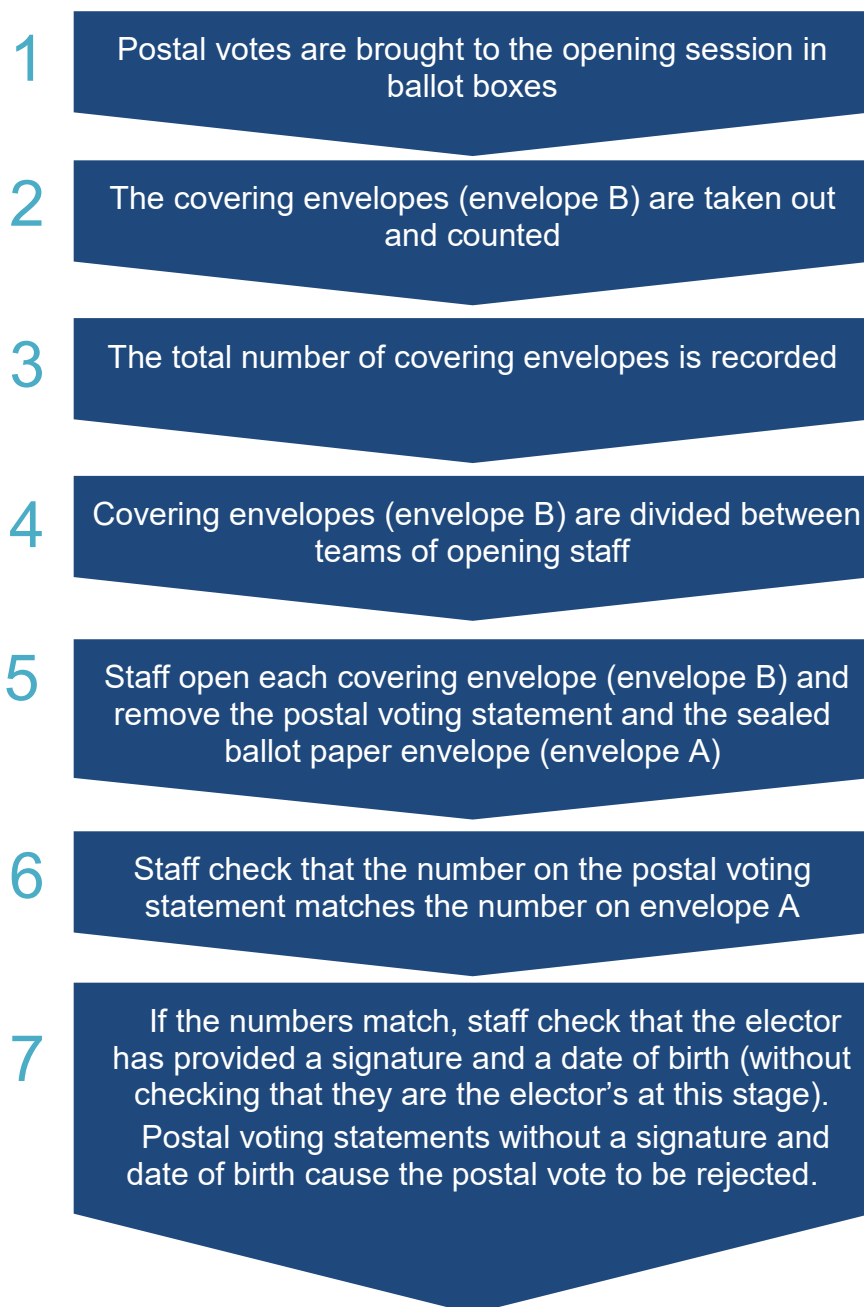 1
Postal votes are brought to the opening session in
ballot boxes
2
The covering envelopes (envelope B) are taken out
and counted
3
The total number of covering envelopes is recorded
4
Covering envelopes (envelope B) are divided between
teams of opening staff
5
Staff open each covering envelope (envelope B) and
remove the postal voting statement and the sealed
ballot paper envelope (envelope A)
6
Staff check that the number on the postal voting
statement matches the number on envelope A
7
If the numbers match, staff check that the elector
has provided a signature and a date of birth (without
checking that they are the elector's at this stage).
Postal voting statements without a signature and
date of birth cause the postal vote to be rejected.